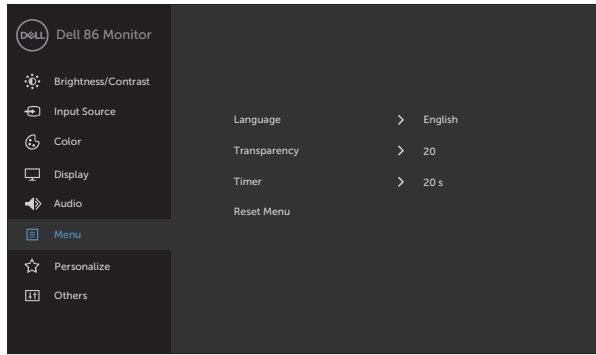 DELL Dell 86 Monitor
Brightness/Contrast
Input Source
Color
Display
Audio
Menu
Personalize
Others
Language > English
Transparency > 20
Timer > 20 s
Reset Menu